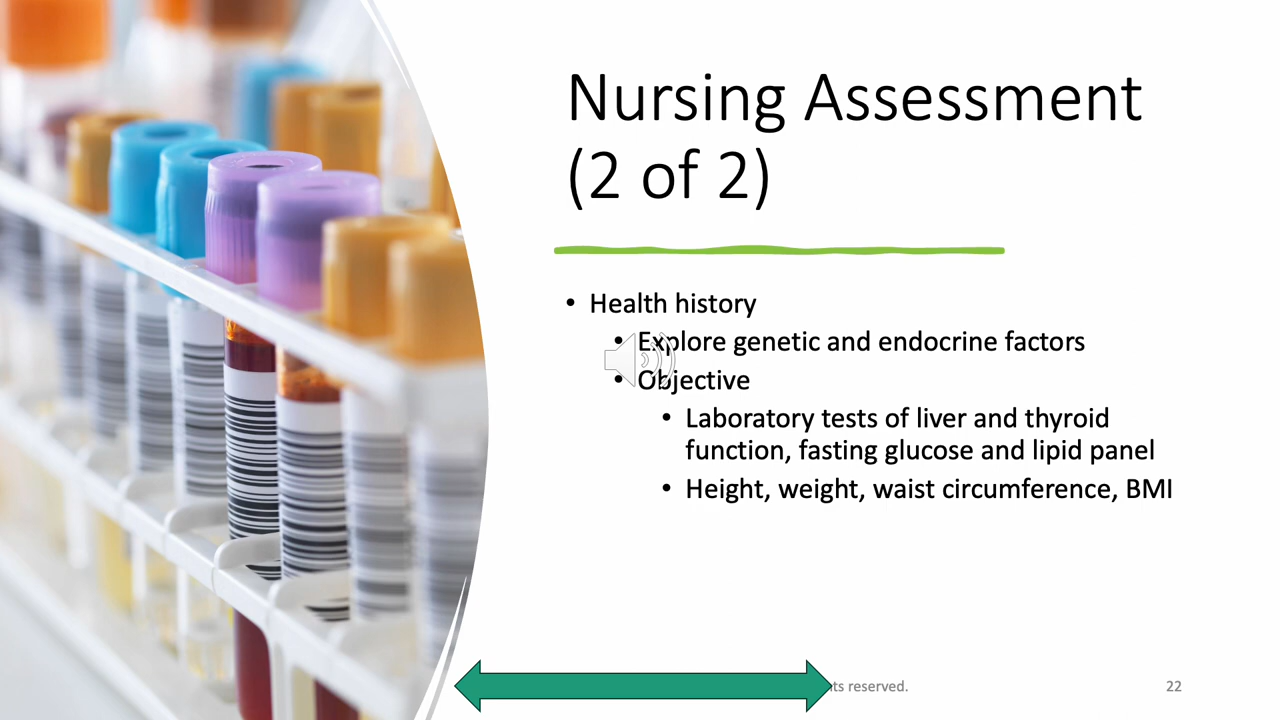 Nursing Assessment
(2 of 2)
• Health history
• Explore genetic and endocrine factors
• Objective
• Laboratory tests of liver and thyroid
function, fasting glucose and lipid panel
• Height, weight, waist circumference, BMI
reserved.
22